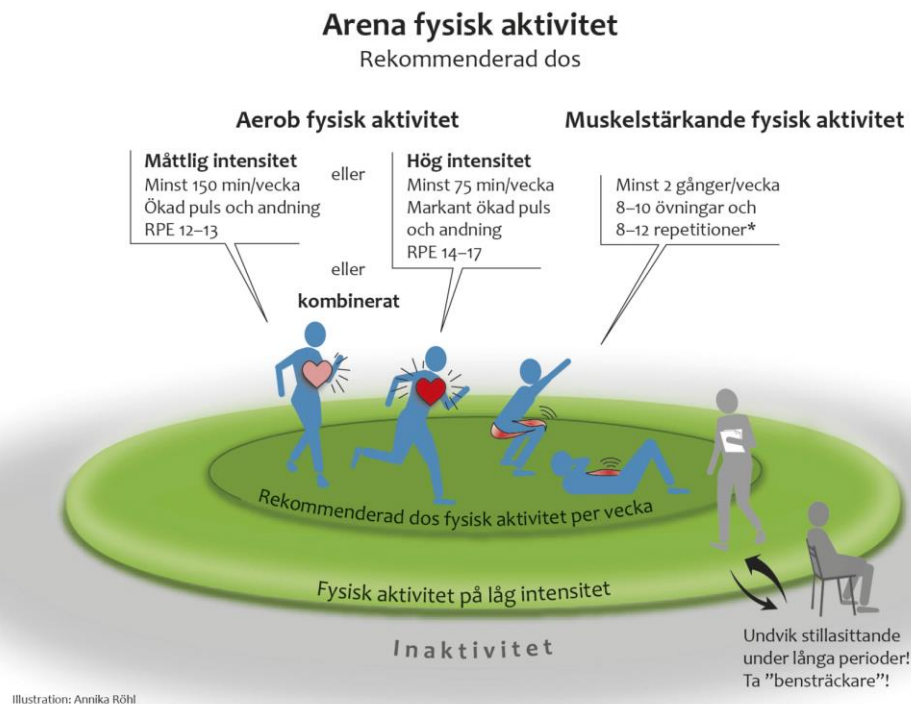 Arena fysisk aktivitet
Rekommenderad dos
Aerob fysisk aktivitet
Måttlig intensitet
Minst 150 min/vecka
Ökad puls och andning
RPE 12–13
eller
Hög intensitet
Minst 75 min/vecka
Markant ökad puls
och andning
RPE 14–17
eller
kombinerat
Muskelstärkande fysisk aktivitet
Minst 2 gånger/vecka
8–10 övningar och
8–12 repetitioner*
Rekommenderad dos fysisk aktivitet per vecka
Fysisk aktivitet på låg intensitet
Inaktivitet
Undvik stillasittande
under långa perioder!
Ta ”bensträckare”!
Illustration: Annika Röhl